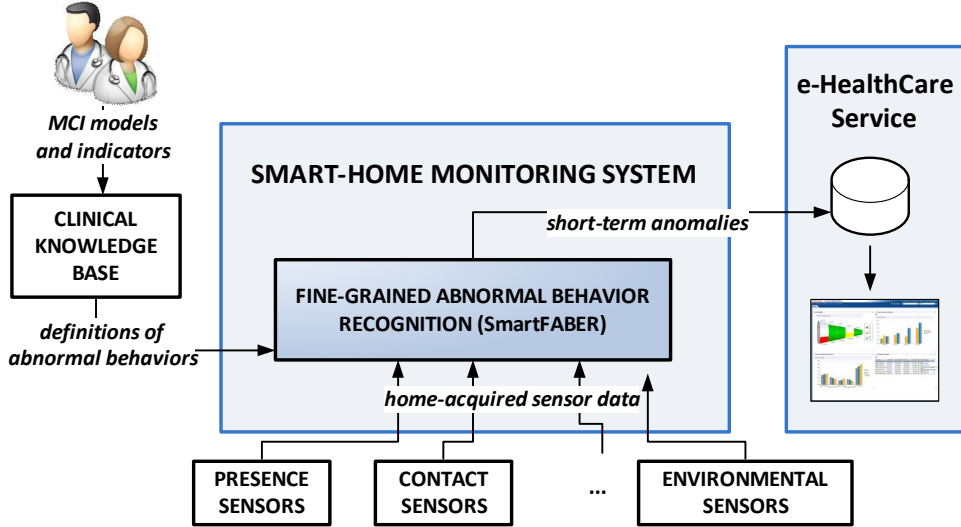 MCI models
and indicators
CLINICAL
KNOWLEDGE
BASE
definitions of
abnormal behaviors
SMART-HOME MONITORING SYSTEM
short-term anomalies
FINE-GRAINED ABNORMAL BEHAVIOR
RECOGNITION (SmartFABER)
home-acquired sensor data
PRESENCE
SENSORS
CONTACT
SENSORS
...
ENVIRONMENTAL
SENSORS
e-HealthCare
Service